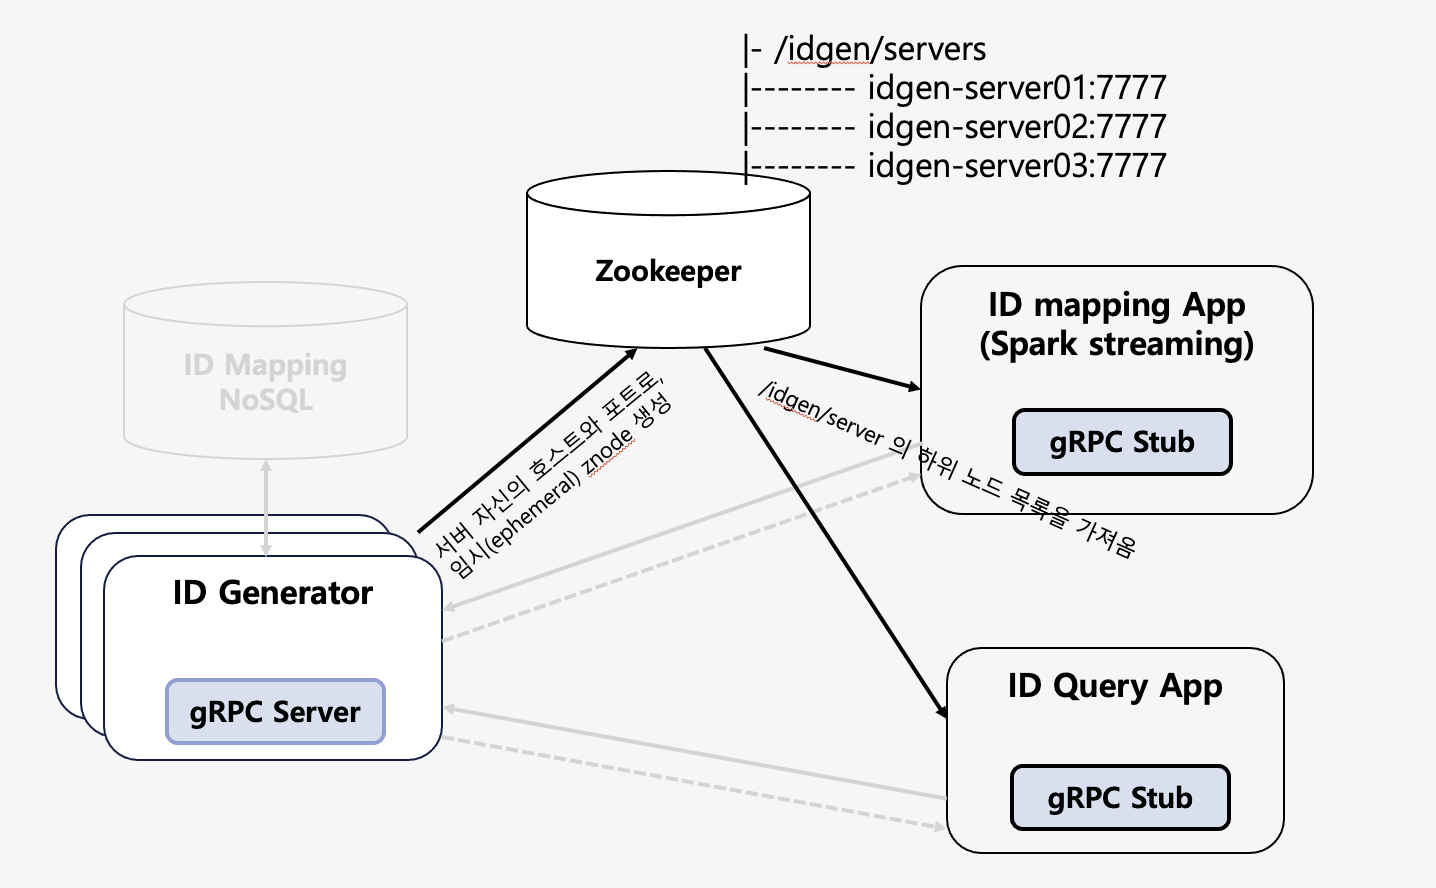 |- /idgen/servers
|-------- idgen-server01:7777
|-------- idgen-server02:7777
|-------- idgen-server03:7777
Zookeeper
ID mapping App
(Spark streaming)
gRPC Stub
ID Mapping
NoSQL
서버 자신의 호스트와 포트로,
임시(ephemeral) znode 생성
/idgen/server 의 하위 노드 목록을 가져옴
ID Generator
gRPC Server
ID Query App
gRPC Stub